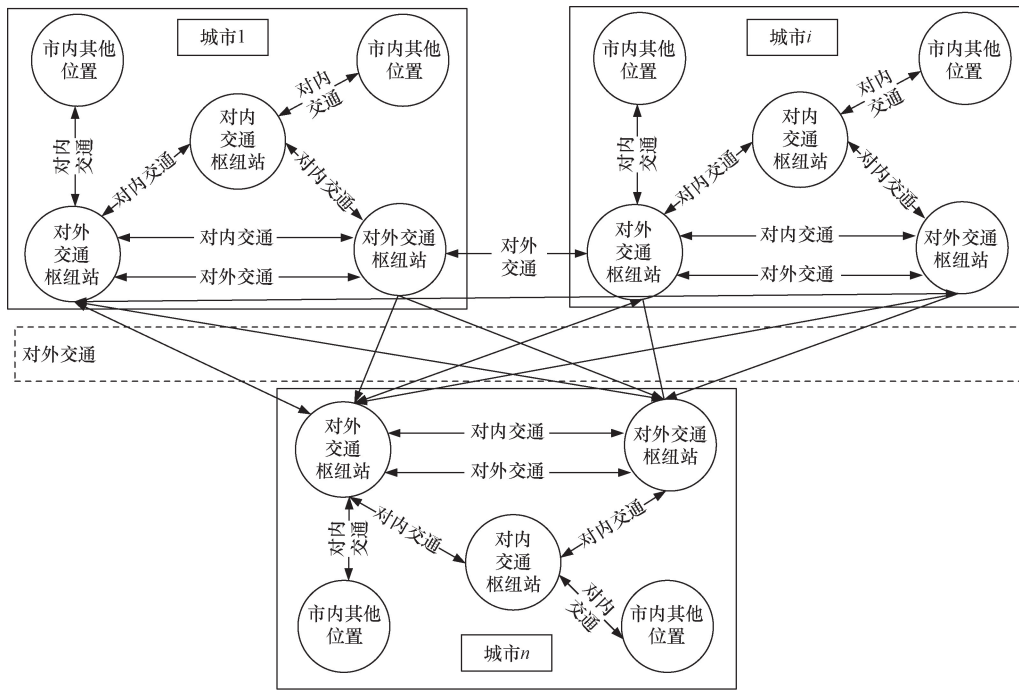 城市1
市内其他
位置
市内其他
位置
对内
交通
对内
交通
枢纽站
对内
交通
对内交通
对内交通
对外
交通
枢纽站
对内交通
对外交通
对外交通
枢纽站
对外
交通
城市i
市内其他
位置
市内其他
位置
对内
交通
对内
交通
枢纽站
对内
交通
对内交通
对内交通
对外
交通
枢纽站
对内交通
对外交通
对外交通
枢纽站
对外交通
对外
交通
枢纽站
对内交通
对外交通
对外交通
枢纽站
对内
交通
对内交通
对内
交通
枢纽站
对内交通
对内
交通
市内其他
位置
市内其他
位置
城市n